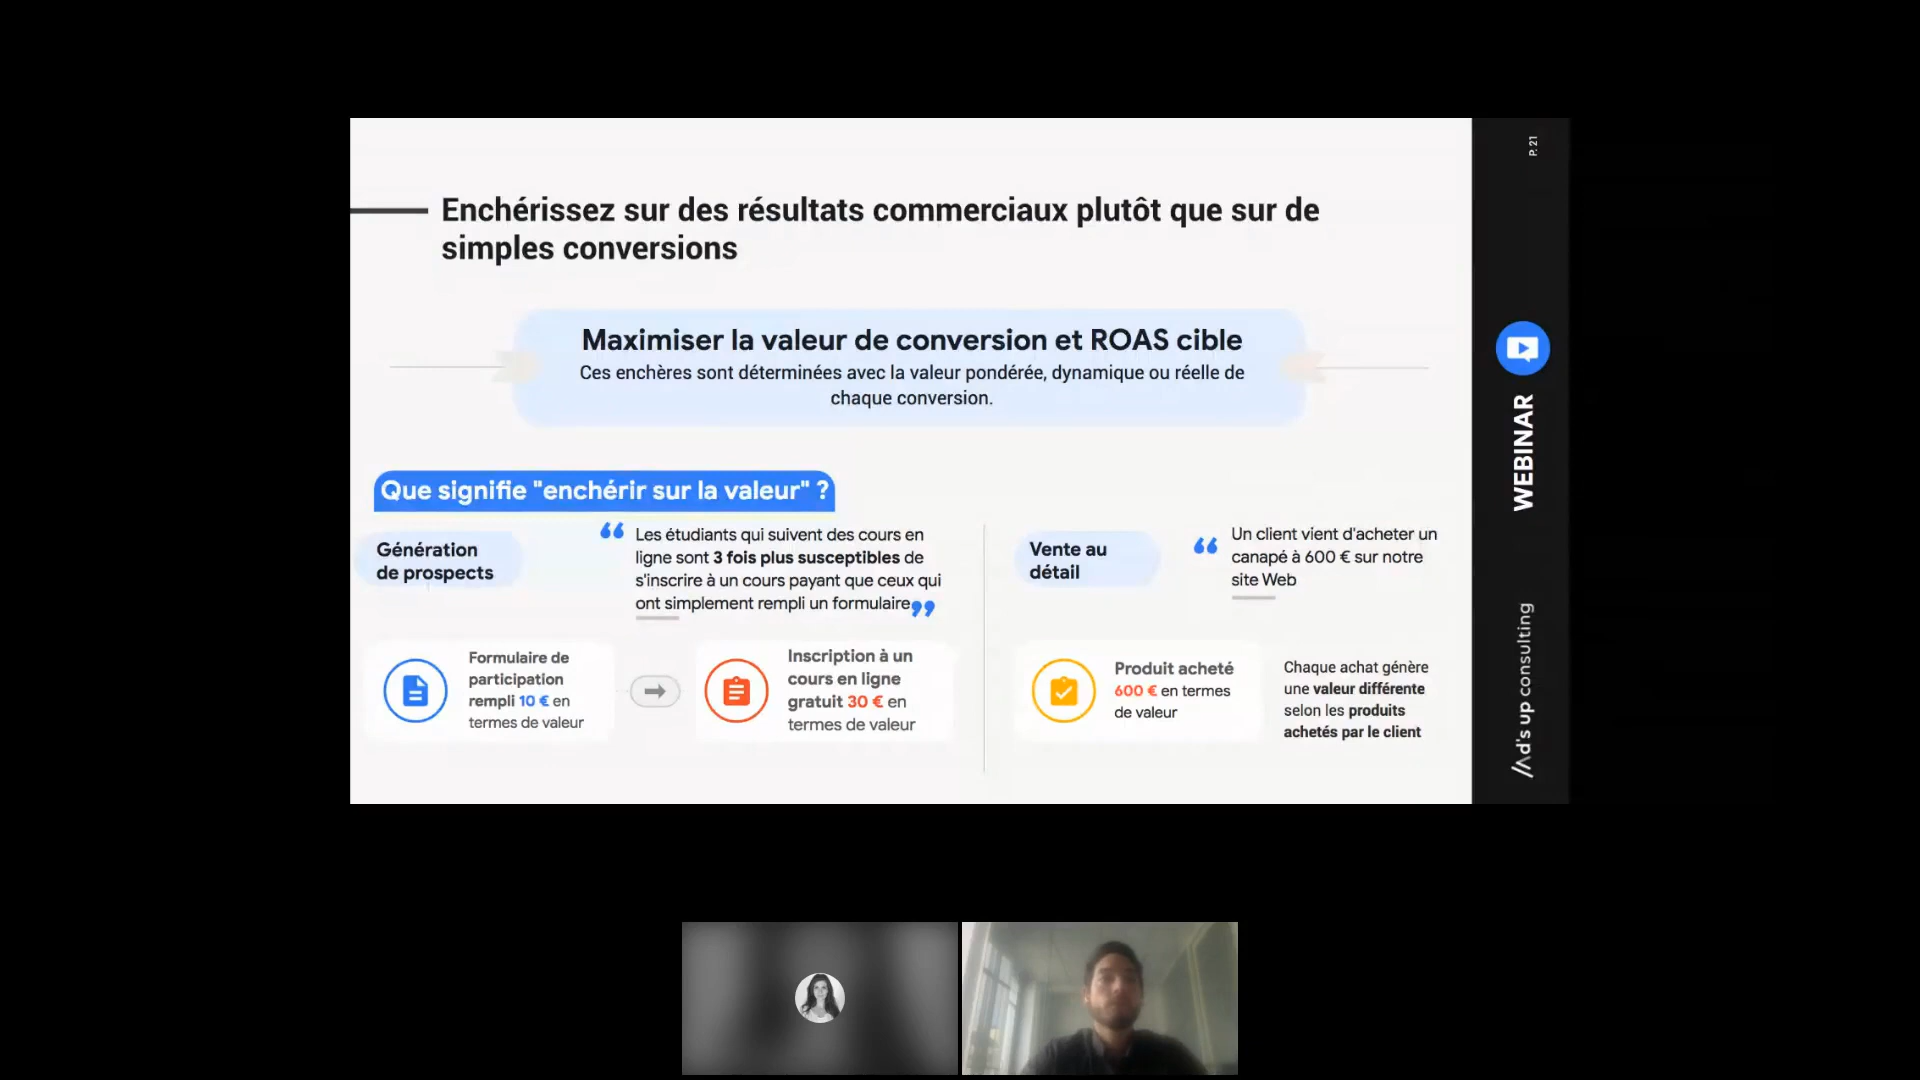 P. 21
Enchérissez sur des résultats commerciaux plutôt que sur de
simples conversions
Maximiser la valeur de conversion et ROAS cible
Ces enchères sont déterminées avec la valeur pondérée, dynamique ou réelle de
chaque conversion.
Que signifie "enchérir sur la valeur" ?
Génération
de prospects
“ Les étudiants qui suivent des cours en
ligne sont 3 fois plus susceptibles de
s'inscrire à un cours payant que ceux qui
ont simplement rempli un formulaire ”
Formulaire de
participation
rempli 10 € en
termes de valeur
Inscription à un
cours en ligne
gratuit 30 € en
termes de valeur
Vente au
détail
“ Un client vient d'acheter un
canapé à 600 € sur notre
site Web
Produit acheté
600 € en termes
de valeur
Chaque achat génère
une valeur différente
selon les produits
achetés par le client
WEBINAR
//\d's up consulting